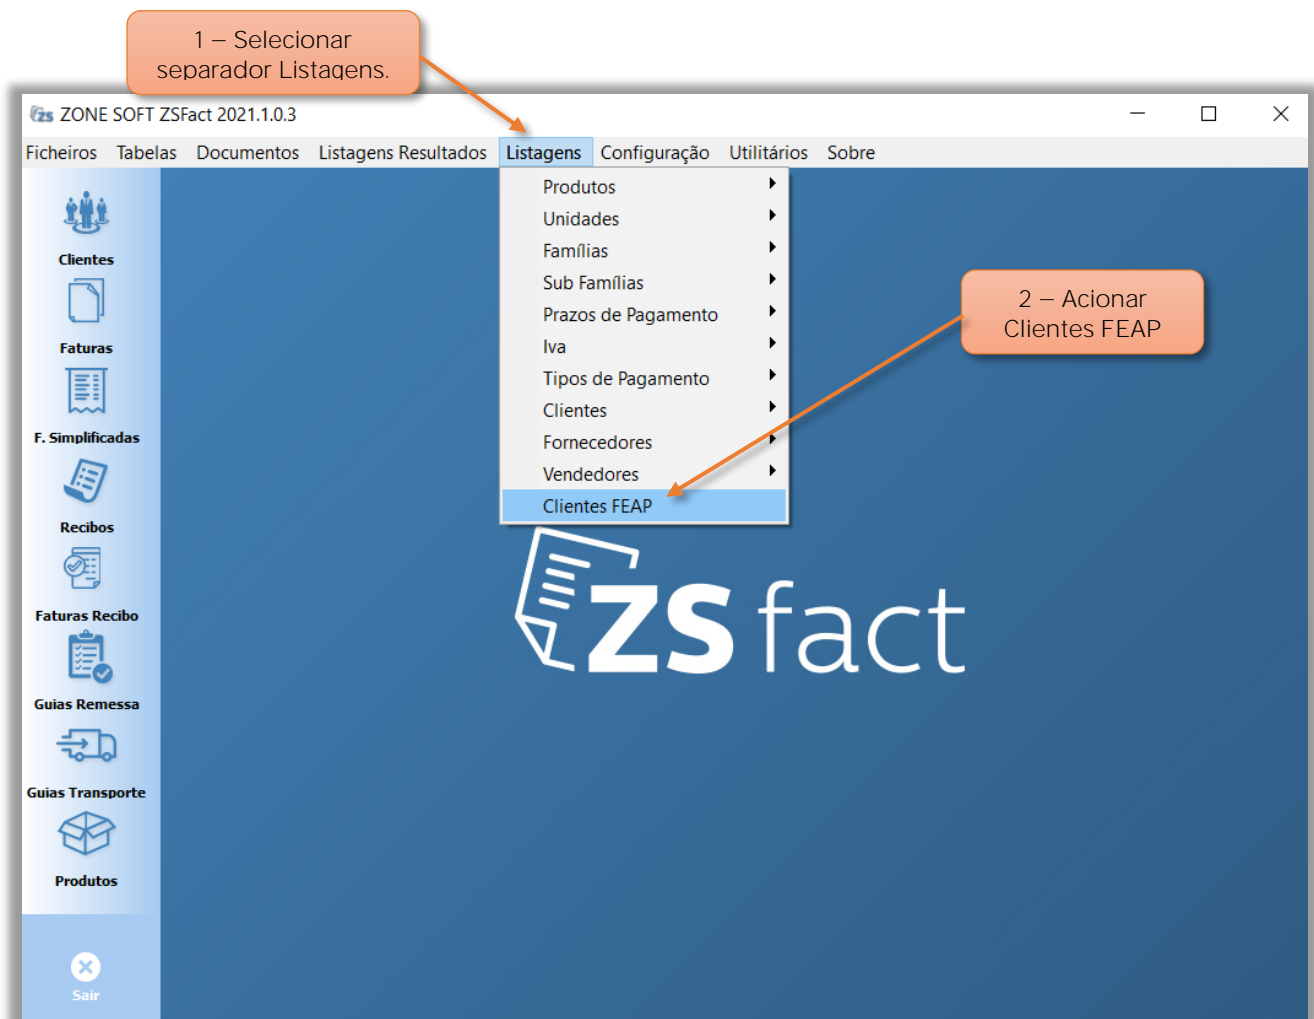 1 – Selecionar
separador Listagens.
zs ZONE SOFT ZSFact 2021.1.0.3
Ficheiros Tabelas Documentos Listagens Resultados Listagens Configuração Utilitários Sobre
Produtos
Unidades
Famílias
Sub Famílias
Prazos de Pagamento
Iva
Tipos de Pagamento
Clientes
Fornecedores
Vendedores
Clientes FEAP
2 – Acionar
Clientes FEAP
Clientes
Faturas
F. Simplificadas
Recibos
Faturas Recibo
Guias Remessa
Guias Transporte
Produtos
Sair
ZS fact